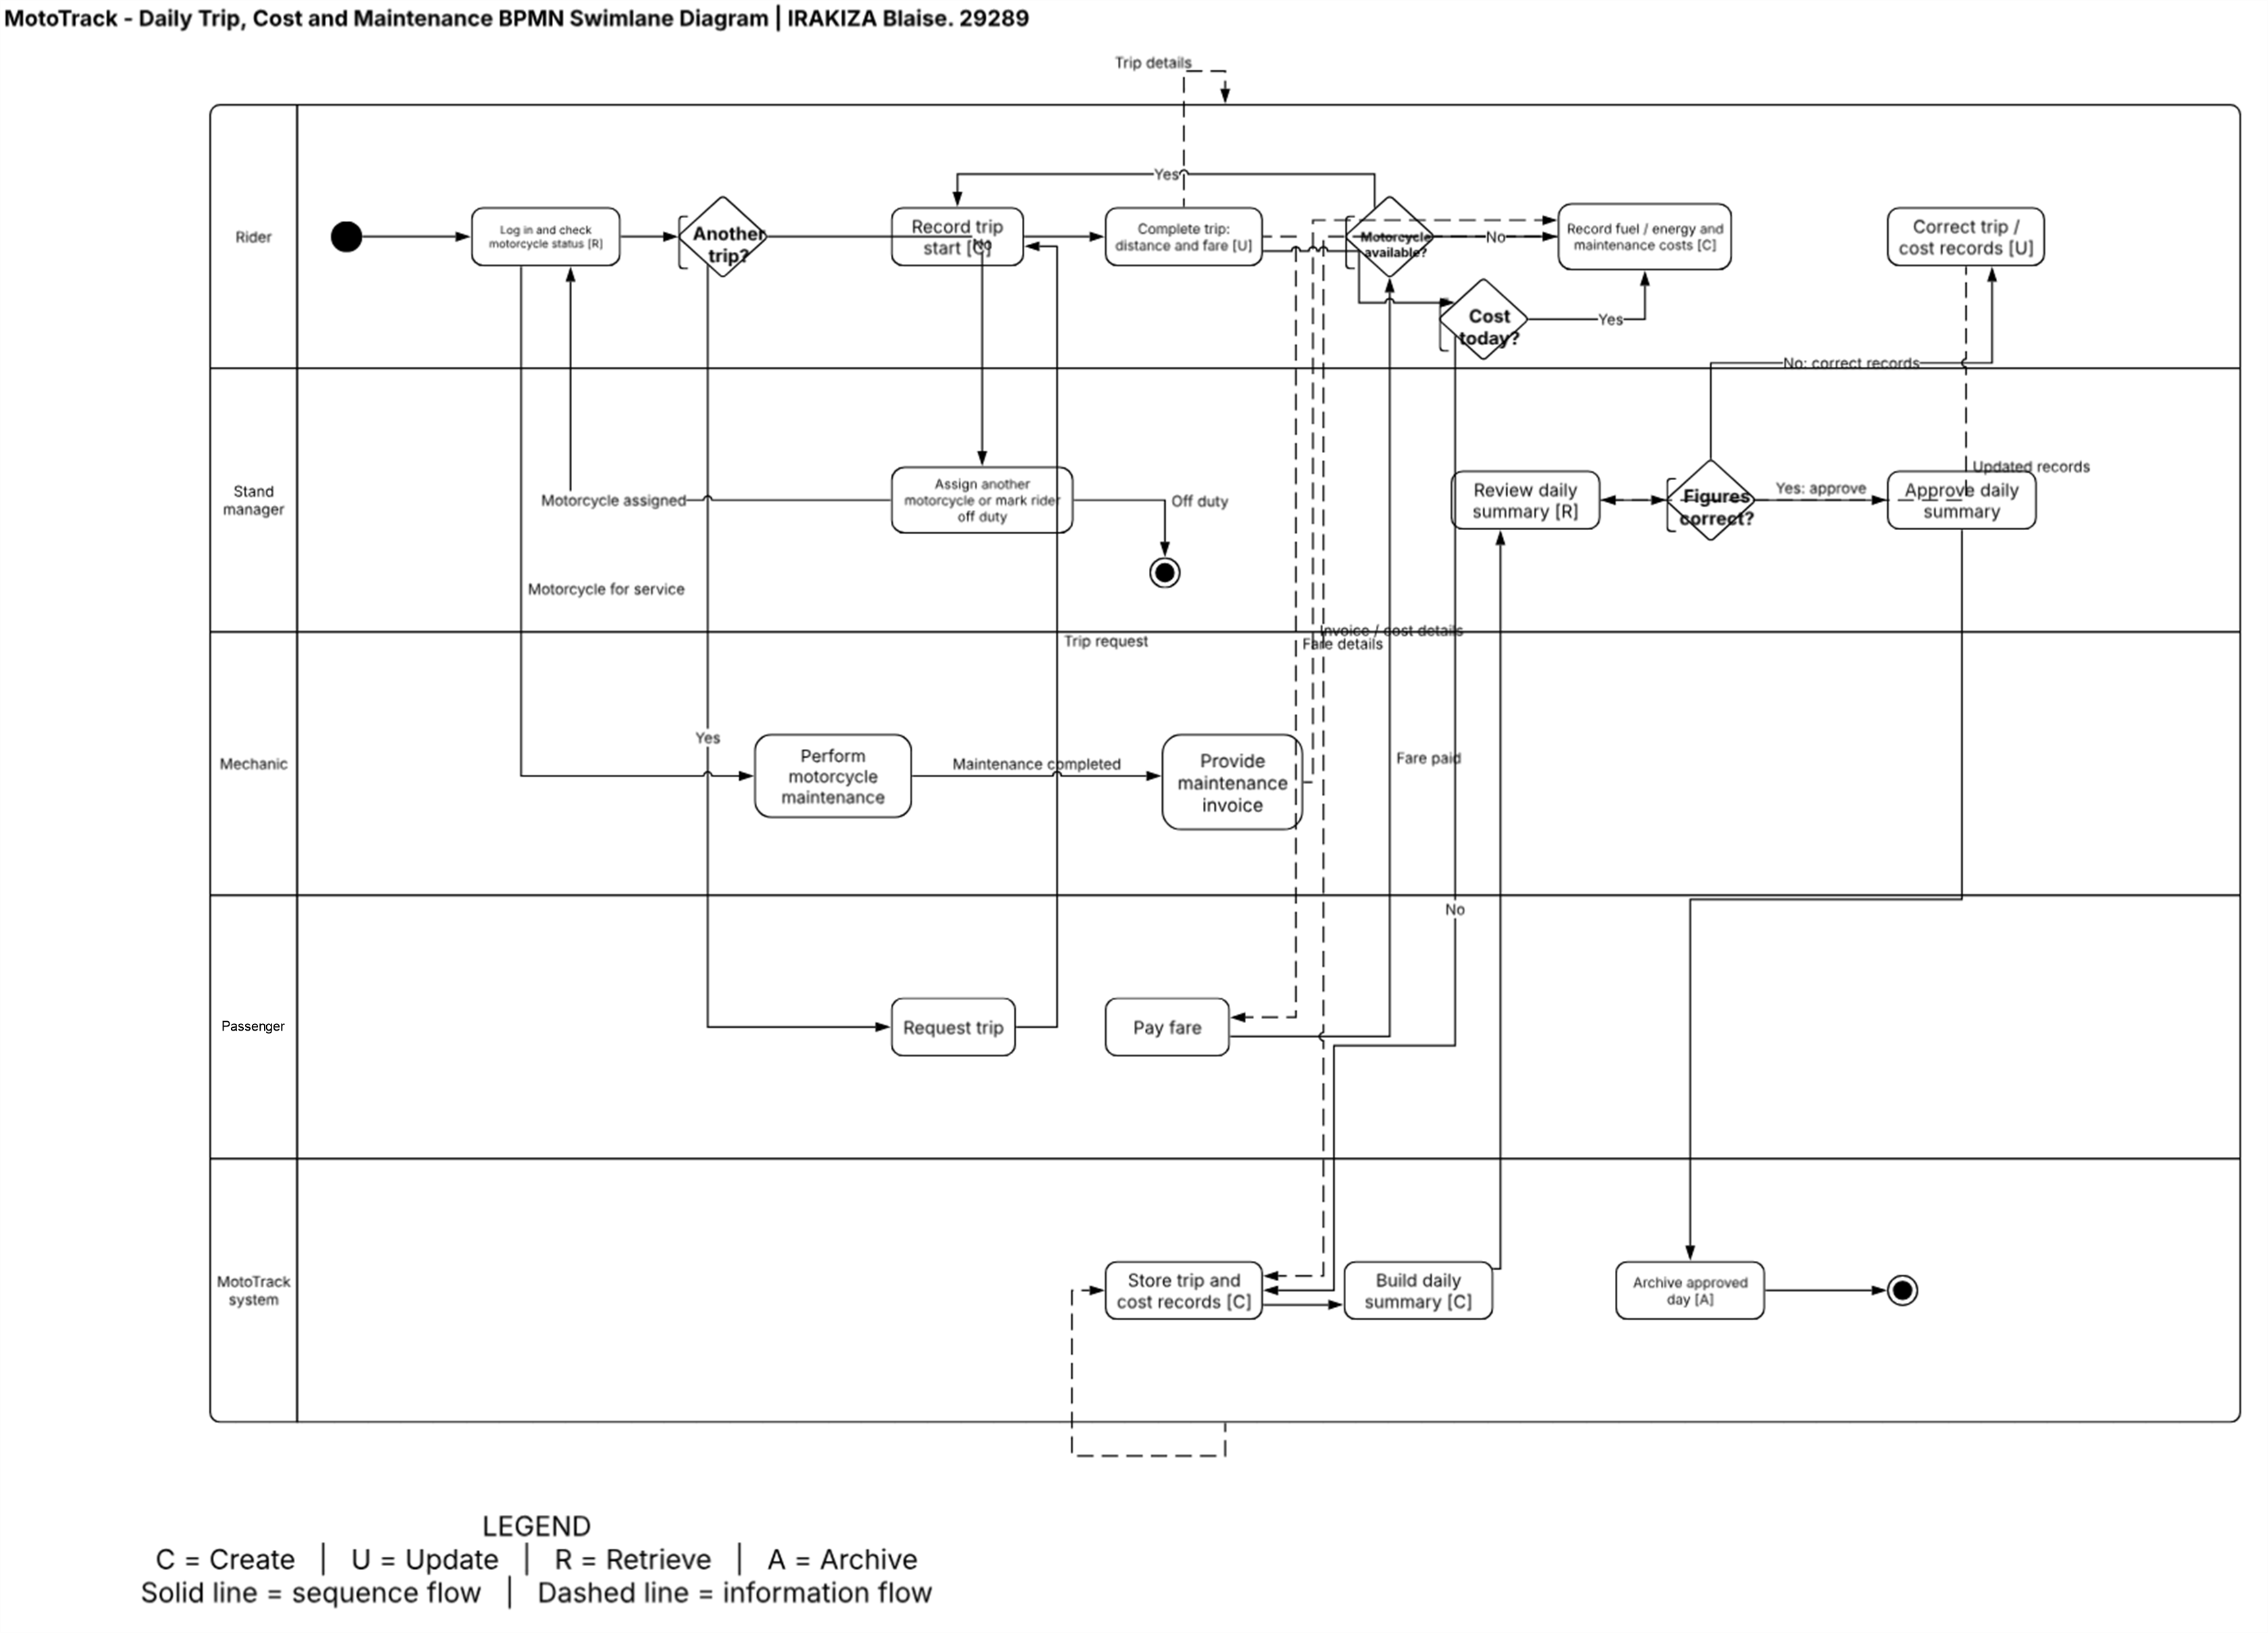 MotoTrack - Daily Trip, Cost and Maintenance BPMN Swimlane Diagram | IRAKIZA Blaise. 29289
Trip details
Yes
Rider
Log in and check
motorcycle status [R]
Another
trip?
Record trip
start [C]
No
Complete trip:
distance and fare [U]
Motorcycle
available?
No
Record fuel / energy and
maintenance costs [C]
Correct trip /
cost records [U]
Cost
today?
Yes
No: correct records
Stand
manager
Motorcycle assigned
Assign another
motorcycle or mark rider
off duty
Off duty
Review daily
summary [R]
Figures
correct?
Yes: approve
Updated records
Approve daily
summary
Motorcycle for service
Trip request
Invoice / cost details
Fare details
Mechanic
Yes
Perform
motorcycle
maintenance
Maintenance completed
Provide
maintenance
invoice
Fare paid
No
Passenger
Request trip
Pay fare
MotoTrack
system
Store trip and
cost records [C]
Build daily
summary [C]
Archive approved
day [A]
LEGEND
C = Create | U = Update | R = Retrieve | A = Archive
Solid line = sequence flow | Dashed line = information flow